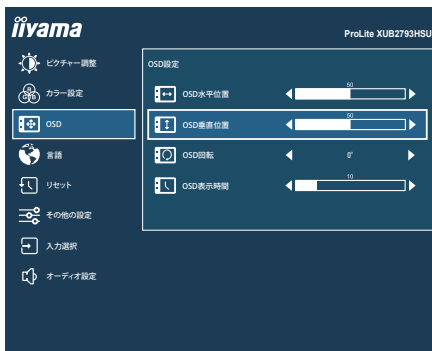 iiyama
ProLite XUB2793HSU
ピクチャー調整
カラー設定
OSD
言語
リセット
その他の設定
入力選択
オーディオ設定
OSD設定
OSD水平位置
50
OSD垂直位置
50
OSD回転
0°
OSD表示時間
10